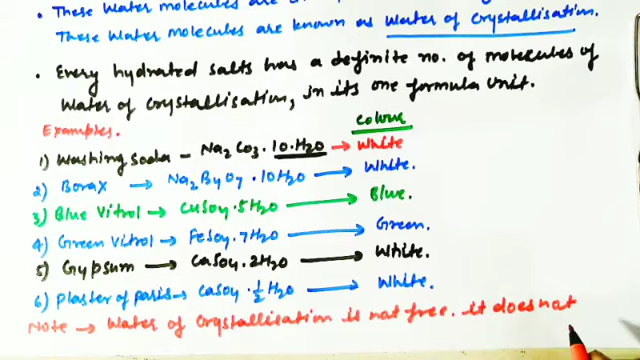 • These water molecules are
These water molecules are known as water of crystallisation.
• Every hydrated salts has a definite no. of molecules of
water of crystallisation, in its one formula unit.
Examples. Colour
1) Washing soda – Na2CO3 · 10 · H2O → White
2) Borax → Na2B4O7 · 10H2O → White.
3) Blue Vitrol → CuSO4 · 5H2O → Blue.
4) Green Vitrol → FeSO4 · 7H2O → Green.
5) Gypsum → CaSO4 · 2H2O → White.
6) Plaster of paris → CaSO4 · 1/2 H2O → White.
Note → Water of Crystallisation is not free. it does not